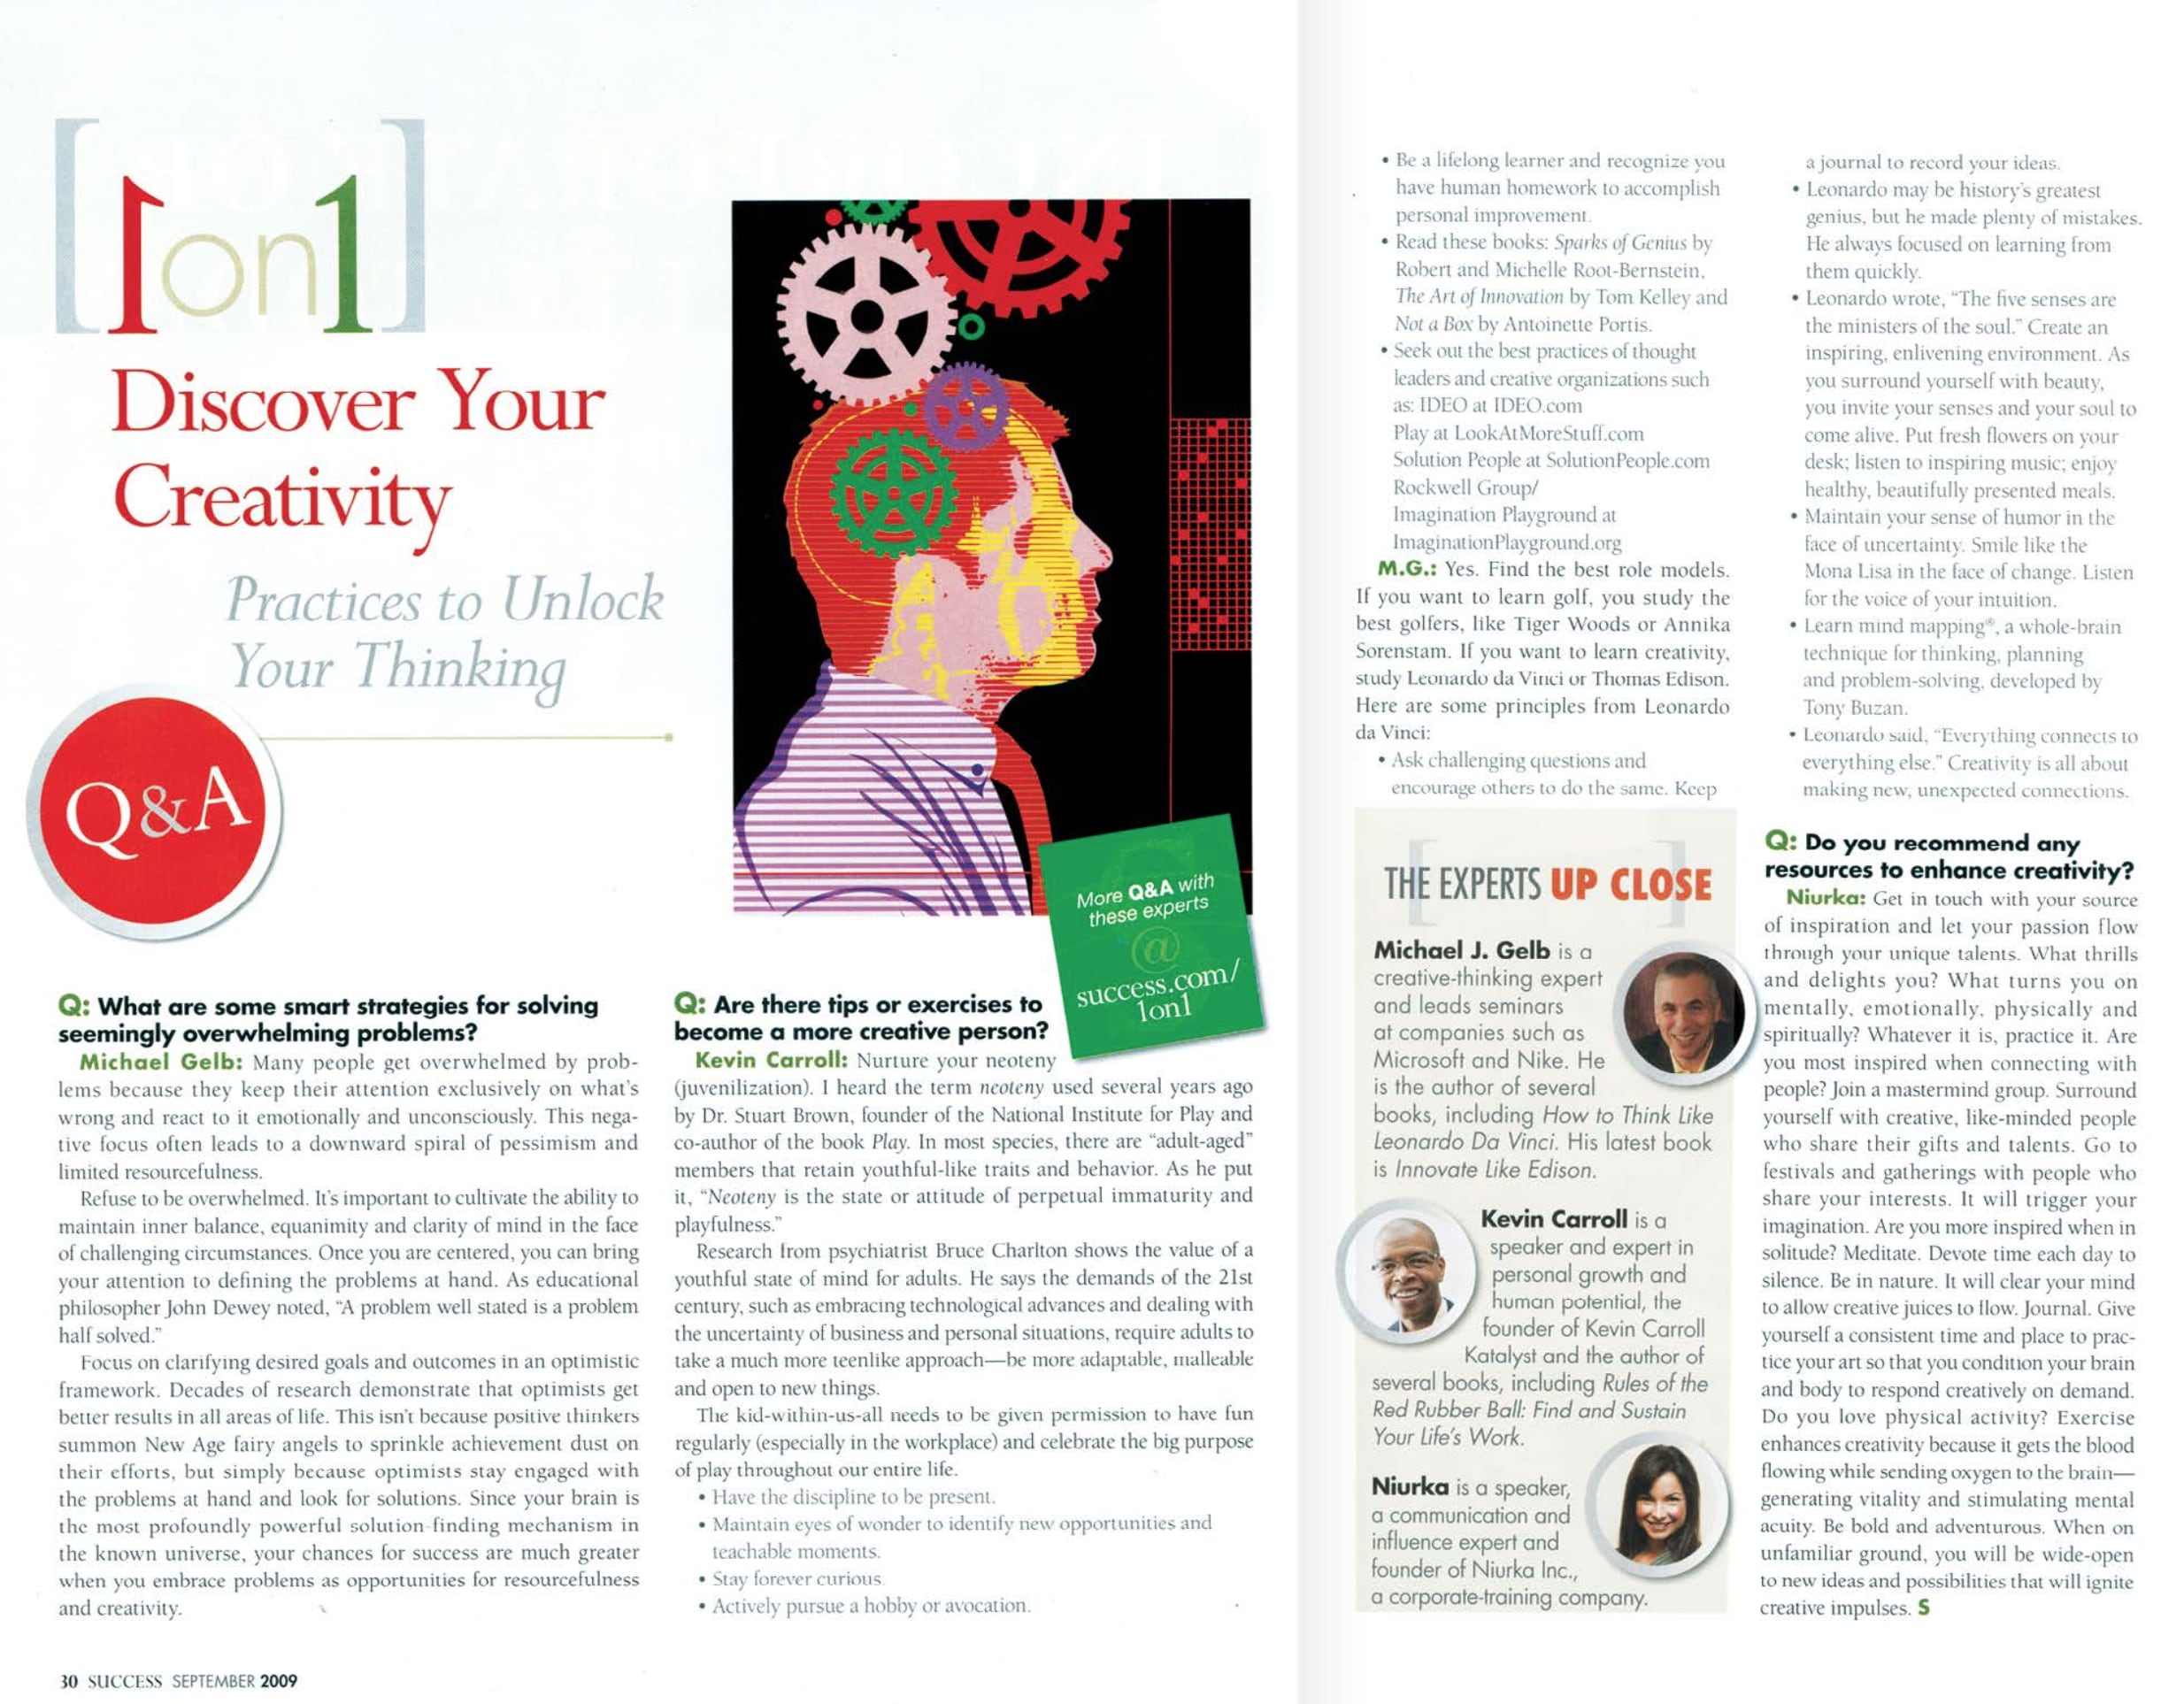 [1on1]
Discover Your
Creativity
Practices to Unlock
Your Thinking
Q&A
More Q&A with
these experts
@
success.com/
1on1
Q: What are some smart strategies for solving
seemingly overwhelming problems?
Michael Gelb: Many people get overwhelmed by prob-
lems because they keep their attention exclusively on what's
wrong and react to it emotionally and unconsciously. This nega-
tive focus often leads to a downward spiral of pessimism and
limited resourcefulness.
Refuse to be overwhelmed. It's important to cultivate the ability to
maintain inner balance, equanimity and clarity of mind in the face
of challenging circumstances. Once you are centered, you can bring
your attention to defining the problems at hand. As educational
philosopher John Dewey noted, “A problem well stated is a problem
half solved.”
Focus on clarifying desired goals and outcomes in an optimistic
framework. Decades of research demonstrate that optimists get
better results in all areas of life. This isn't because positive thinkers
summon New Age fairy angels to sprinkle achievement dust on
their efforts, but simply because optimists stay engaged with
the problems at hand and look for solutions. Since your brain is
the most profoundly powerful solution-finding mechanism in
the known universe, your chances for success are much greater
when you embrace problems as opportunities for resourcefulness
and creativity.
Q: Are there tips or exercises to
become a more creative person?
Kevin Carroll: Nurture your neoteny
(juvenilization). I heard the term neoteny used several years ago
by Dr. Stuart Brown, founder of the National Institute for Play and
co-author of the book Play. In most species, there are “adult-aged”
members that retain youthful-like traits and behavior. As he put
it, “Neoteny is the state or attitude of perpetual immaturity and
playfulness.”
Research from psychiatrist Bruce Charlton shows the value of a
youthful state of mind for adults. He says the demands of the 21st
century, such as embracing technological advances and dealing with
the uncertainty of business and personal situations, require adults to
take a much more teenlike approach—be more adaptable, malleable
and open to new things.
The kid-within-us-all needs to be given permission to have fun
regularly (especially in the workplace) and celebrate the big purpose
of play throughout our entire life.
• Have the discipline to be present.
• Maintain eyes of wonder to identify new opportunities and
teachable moments.
• Stay forever curious.
• Actively pursue a hobby or avocation.
30 SUCCESS SEPTEMBER 2009
• Be a lifelong learner and recognize you
have human homework to accomplish
personal improvement.
• Read these books: Sparks of Genius by
Robert and Michelle Root-Bernstein,
The Art of Innovation by Tom Kelley and
Not a Box by Antoinette Portis.
• Seek out the best practices of thought
leaders and creative organizations such
as: IDEO at IDEO.com
Play at LookAtMoreStuff.com
Solution People at SolutionPeople.com
Rockwell Group/
Imagination Playground at
ImaginationPlayground.org
M.G.: Yes. Find the best role models.
If you want to learn golf, you study the
best golfers, like Tiger Woods or Annika
Sorenstam. If you want to learn creativity,
study Leonardo da Vinci or Thomas Edison.
Here are some principles from Leonardo
da Vinci:
• Ask challenging questions and
encourage others to do the same. Keep
a journal to record your ideas.
• Leonardo may be history's greatest
genius, but he made plenty of mistakes.
He always focused on learning from
them quickly.
• Leonardo wrote, “The five senses are
the ministers of the soul.” Create an
inspiring, enlivening environment. As
you surround yourself with beauty,
you invite your senses and your soul to
come alive. Put fresh flowers on your
desk; listen to inspiring music; enjoy
healthy, beautifully presented meals.
• Maintain your sense of humor in the
face of uncertainty. Smile like the
Mona Lisa in the face of change. Listen
for the voice of your intuition.
• Learn mind mapping®, a whole-brain
technique for thinking, planning
and problem-solving, developed by
Tony Buzan.
• Leonardo said, “Everything connects to
everything else.” Creativity is all about
making new, unexpected connections.
THE EXPERTS UP CLOSE
Michael J. Gelb is a
creative-thinking expert
and leads seminars
at companies such as
Microsoft and Nike. He
is the author of several
books, including How to Think Like
Leonardo Da Vinci. His latest book
is Innovate Like Edison.
Kevin Carroll is a
speaker and expert in
personal growth and
human potential, the
founder of Kevin Carroll
Katalyst and the author of
several books, including Rules of the
Red Rubber Ball: Find and Sustain
Your Life's Work.
Niurka is a speaker,
a communication and
influence expert and
founder of Niurka Inc.,
a corporate-training company.
Q: Do you recommend any
resources to enhance creativity?
Niurka: Get in touch with your source
of inspiration and let your passion flow
through your unique talents. What thrills
and delights you? What turns you on
mentally, emotionally, physically and
spiritually? Whatever it is, practice it. Are
you most inspired when connecting with
people? Join a mastermind group. Surround
yourself with creative, like-minded people
who share their gifts and talents. Go to
festivals and gatherings with people who
share your interests. It will trigger your
imagination. Are you more inspired when in
solitude? Meditate. Devote time each day to
silence. Be in nature. It will clear your mind
to allow creative juices to flow. Journal. Give
yourself a consistent time and place to prac-
tice your art so that you condition your brain
and body to respond creatively on demand.
Do you love physical activity? Exercise
enhances creativity because it gets the blood
flowing while sending oxygen to the brain—
generating vitality and stimulating mental
acuity. Be bold and adventurous. When on
unfamiliar ground, you will be wide-open
to new ideas and possibilities that will ignite
creative impulses. S